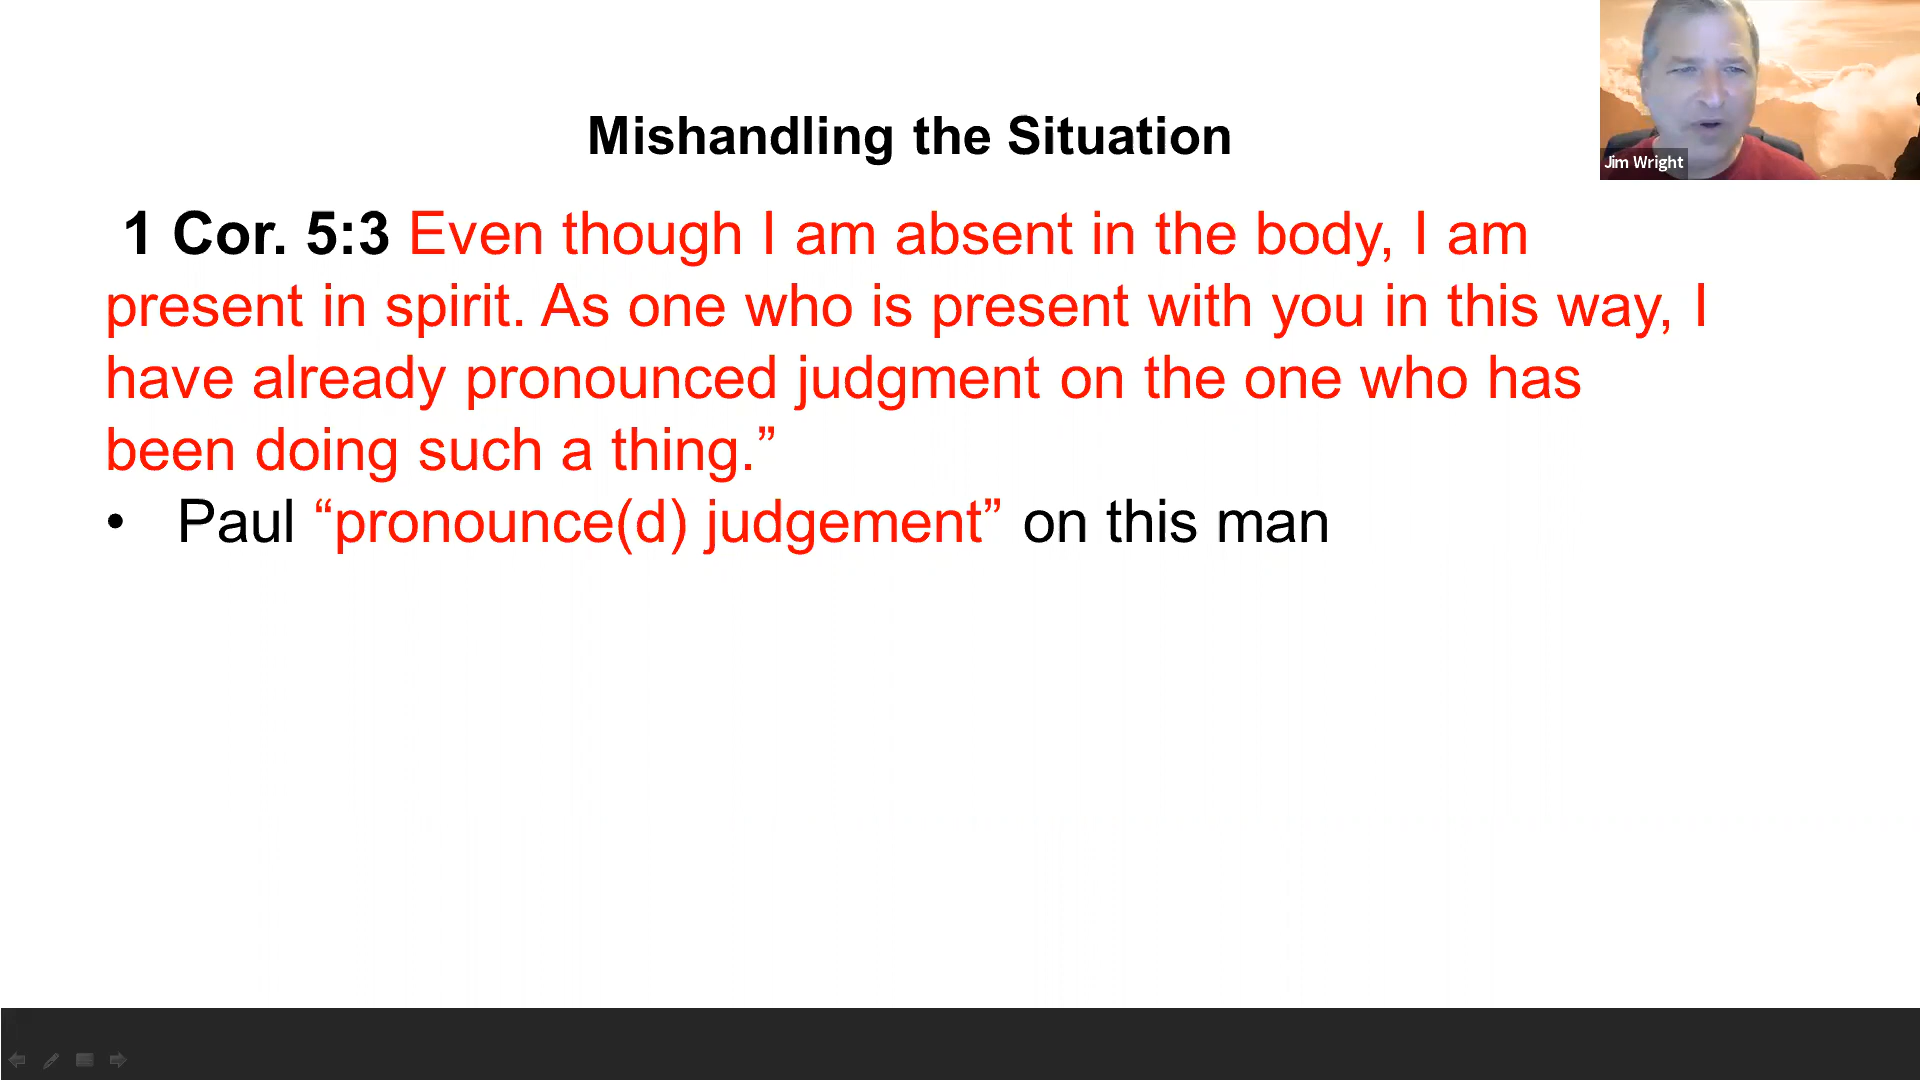 Mishandling the Situation
Jim Wright
1 Cor. 5:3 Even though I am absent in the body, I am
present in spirit. As one who is present with you in this way, I
have already pronounced judgment on the one who has
been doing such a thing.”
• Paul “pronounce(d) judgement” on this man